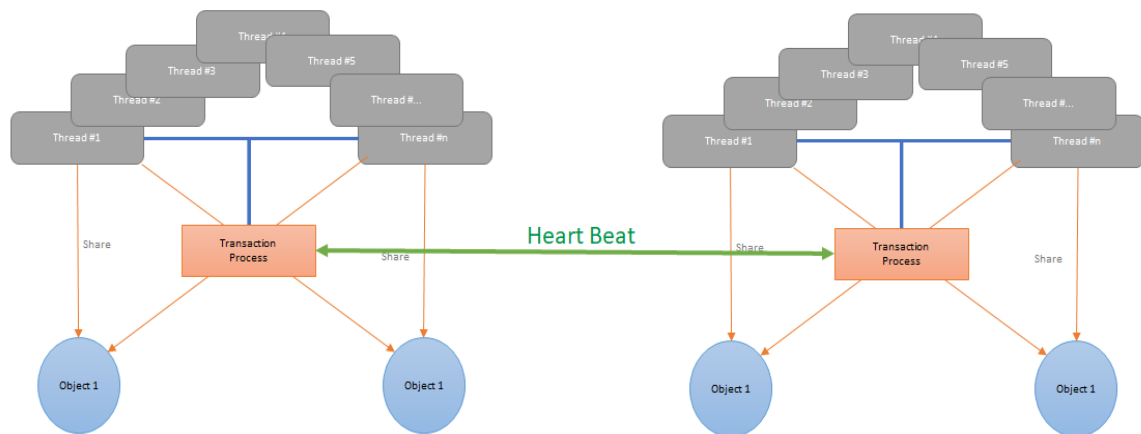 Thread #5
Thread #3
Thread #...
Thread #2
Thread #1
Thread #n
Share
Transaction
Process
Share
Object 1
Object 1
Heart Beat
Thread #5
Thread #3
Thread #...
Thread #2
Thread #1
Thread #n
Share
Transaction
Process
Share
Object 1
Object 1